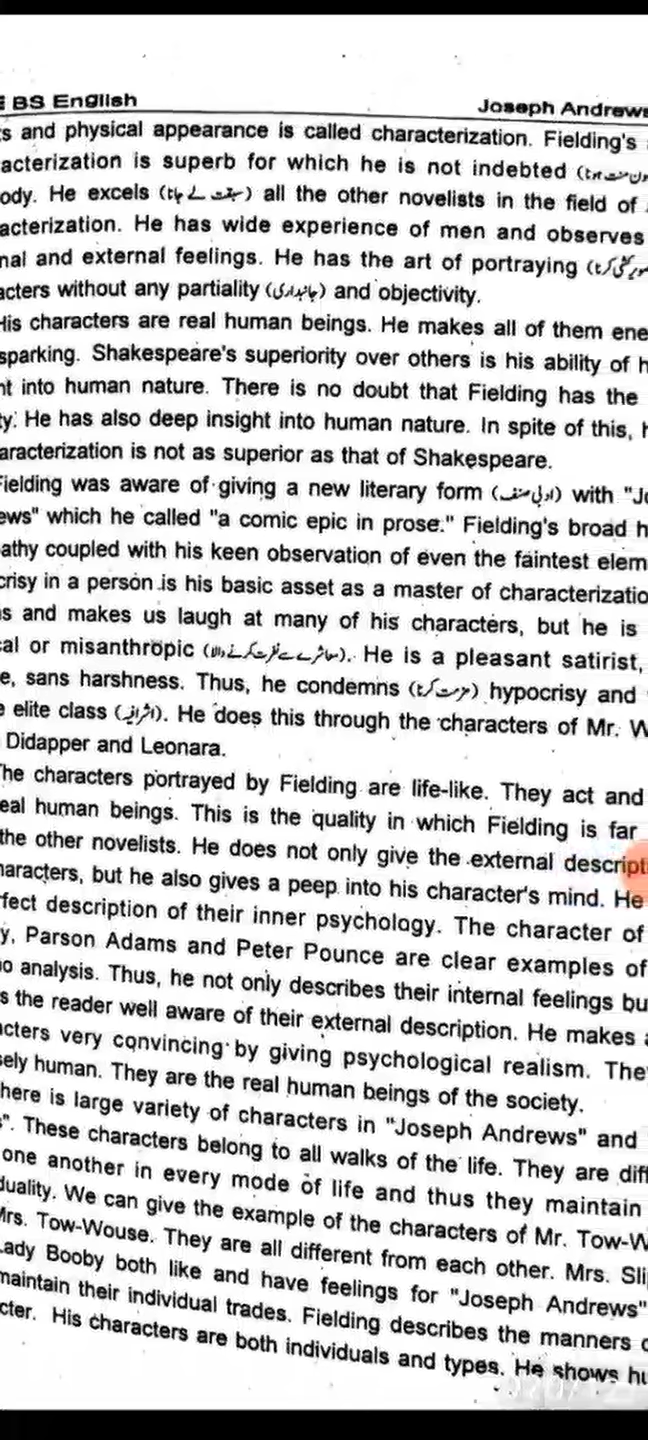 BS English
Joseph Andrews
s and physical appearance is called characterization. Fielding's
acterization is superb for which he is not indebted
ody. He excels (سبقت لے جانا) all the other novelists in the field of
acterization. He has wide experience of men and observes
nal and external feelings. He has the art of portraying
acters without any partiality (جانبداری) and objectivity.
His characters are real human beings. He makes all of them ene
sparking. Shakespeare's superiority over others is his ability of h
ht into human nature. There is no doubt that Fielding has the
ty. He has also deep insight into human nature. In spite of this, h
aracterization is not as superior as that of Shakespeare.
Fielding was aware of giving a new literary form (ادبی صنف) with "Jo
ews" which he called "a comic epic in prose." Fielding's broad h
athy coupled with his keen observation of even the faintest elem
crisy in a person is his basic asset as a master of characterizatio
s and makes us laugh at many of his characters, but he is
al or misanthropic (معاشرے سے نفرت کرنے والا). He is a pleasant satirist,
e, sans harshness. Thus, he condemns (مذمت کرنا) hypocrisy and
e elite class (اشرافیہ). He does this through the characters of Mr. W
Didapper and Leonara.
The characters portrayed by Fielding are life-like. They act and
eal human beings. This is the quality in which Fielding is far
the other novelists. He does not only give the external descript
haracters, but he also gives a peep into his character's mind. He
rfect description of their inner psychology. The character of
y, Parson Adams and Peter Pounce are clear examples of
o analysis. Thus, he not only describes their internal feelings bu
s the reader well aware of their external description. He makes a
acters very convincing by giving psychological realism. The
sely human. They are the real human beings of the society.
here is large variety of characters in "Joseph Andrews" and
s". These characters belong to all walks of the life. They are diff
one another in every mode of life and thus they maintain
duality. We can give the example of the characters of Mr. Tow-W
Mrs. Tow-Wouse. They are all different from each other. Mrs. Sli
Lady Booby both like and have feelings for "Joseph Andrews"
maintain their individual trades. Fielding describes the manners o
cter. His characters are both individuals and types. He shows hu